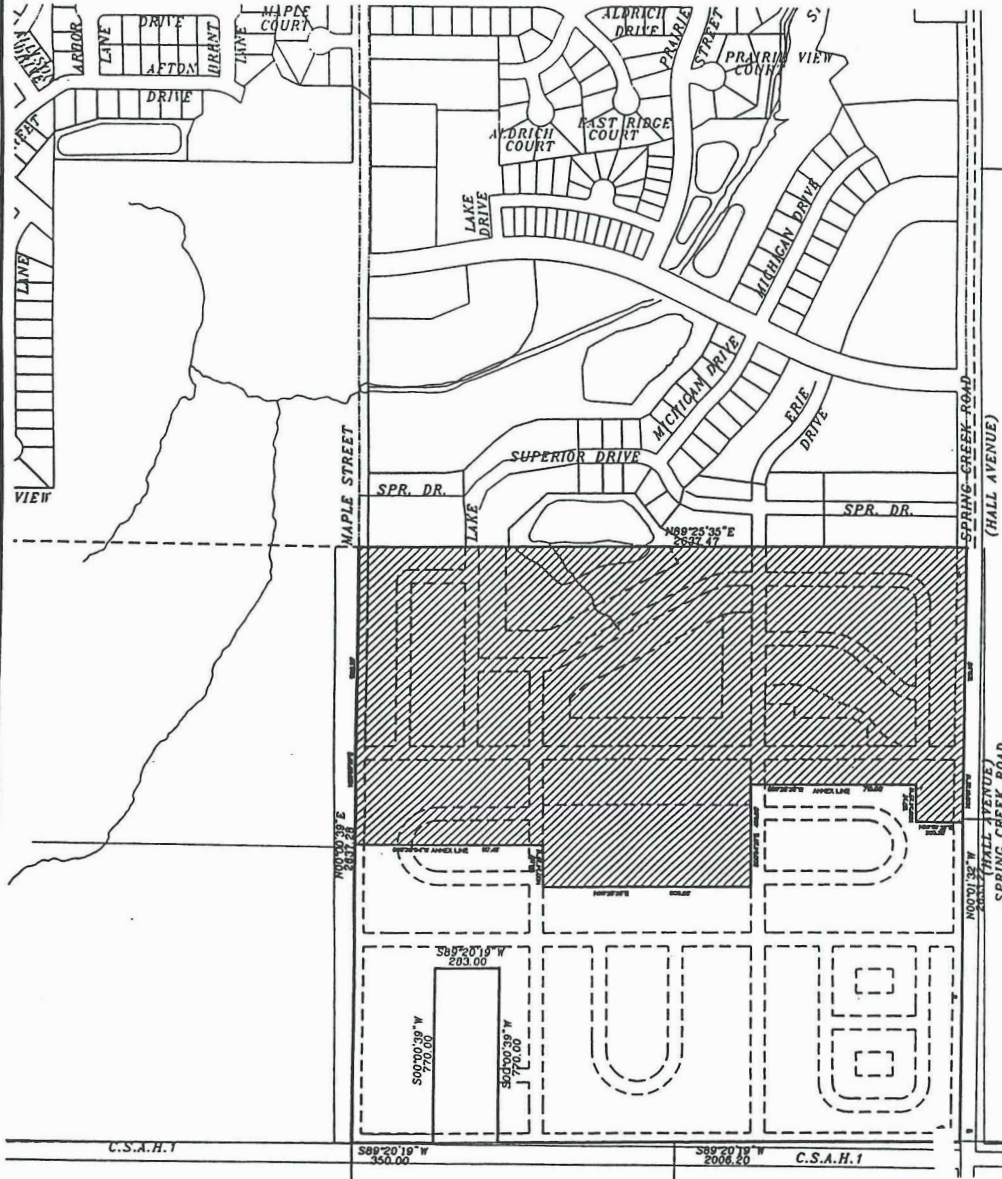 MAPLE
COURT
DRIVE
ARBOR
LANE
LANE
AFTON
DRIVE
ALDRICH
DRIVE
PRAIRIE
STREET
PRAIRIE VIEW
COURT
ALDRICH
COURT
EAST RIDGE
COURT
LAKE
DRIVE
MICHIGAN DRIVE
LANE
MICHIGAN DRIVE
ERIE
DRIVE
SUPERIOR DRIVE
VIEW
MAPLE STREET
SPR. DR.
LAKE
SPR. DR.
SPRING CREEK ROAD
(HALL AVENUE)
N89°25'35"E
2637.47
N00°00'39"E
2637.28
ANNEX LINE
ANNEX LINE
(HALL AVENUE)
SPRING CREEK ROAD
N00°01'32"W
S89°20'19"W
283.00
S00°00'39"W
770.00
S00°00'39"W
770.00
C.S.A.H.1
S89°20'19"W
350.00
S89°20'19"W
2006.20
C.S.A.H.1